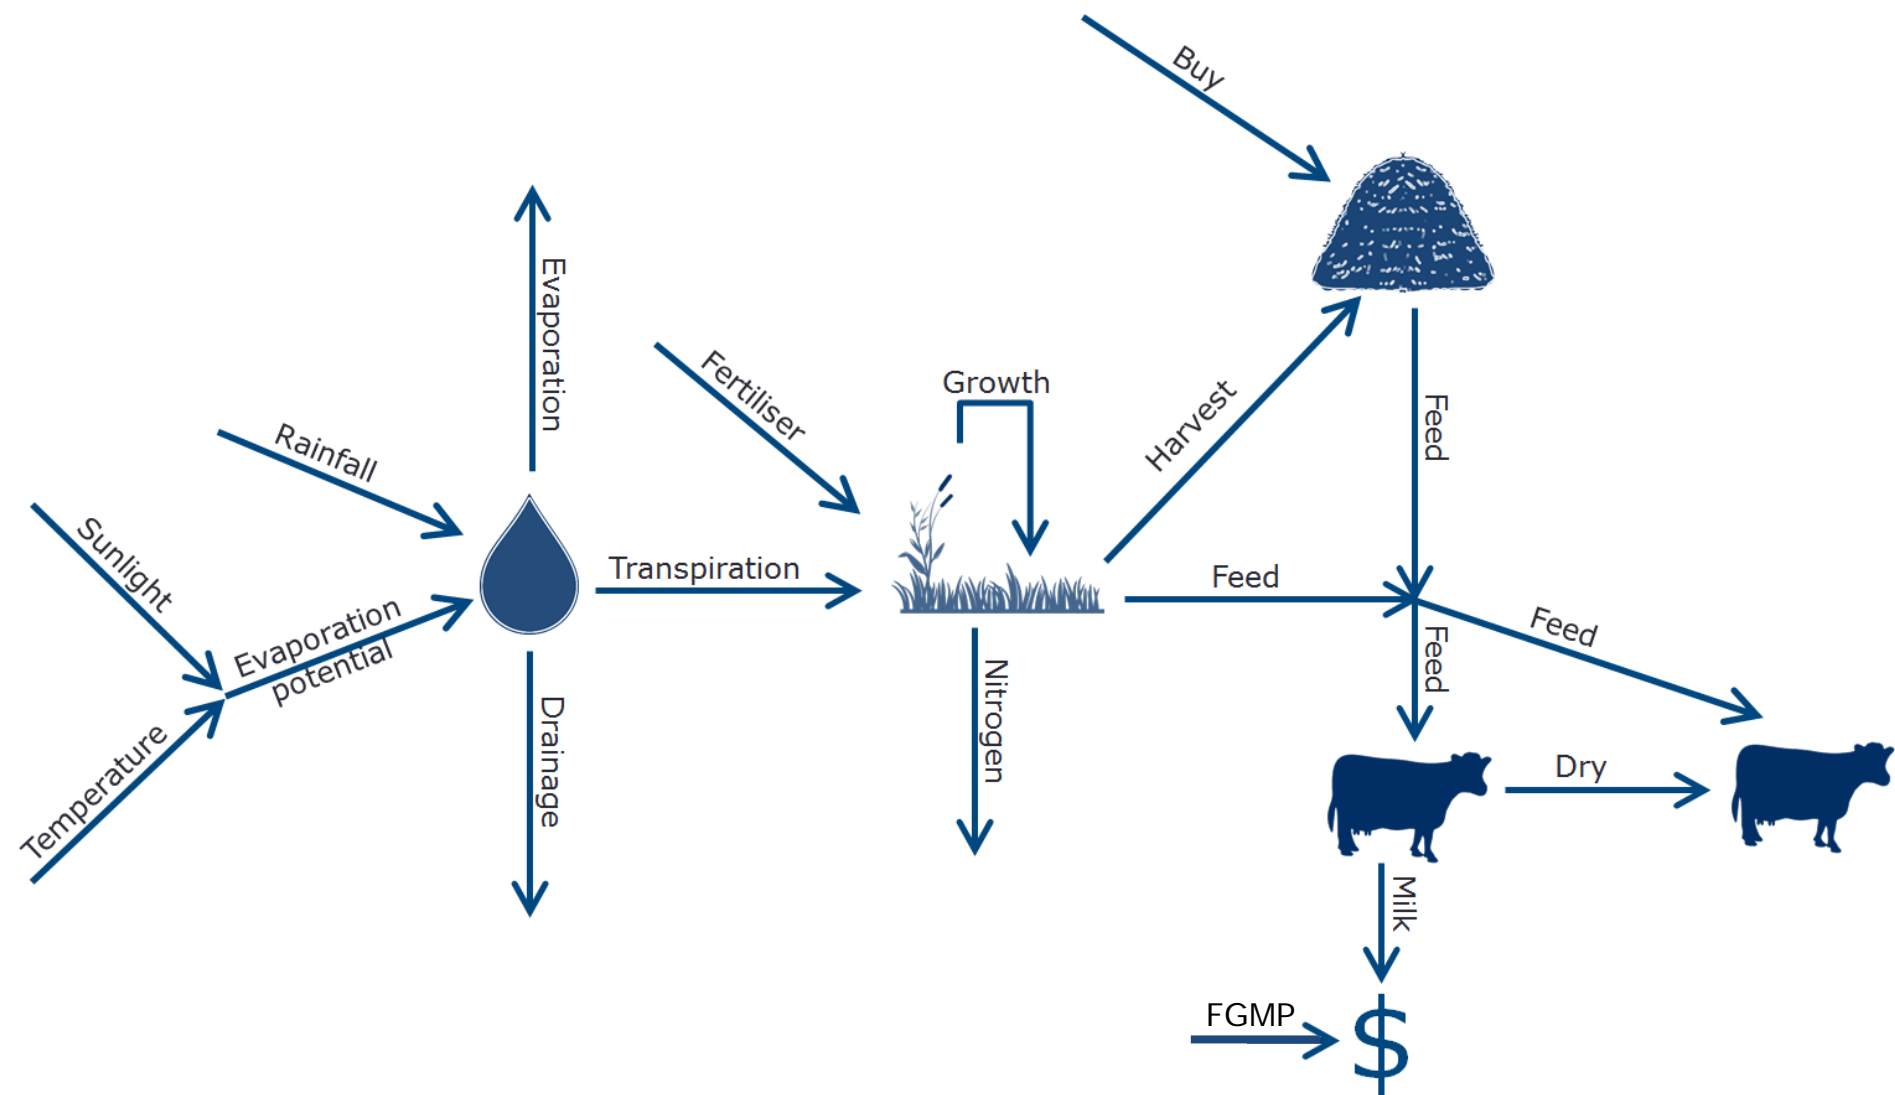 Buy
Evaporation
Fertiliser
Growth
Rainfall
Harvest
Feed
Sunlight
Transpiration
Feed
Evaporation
potential
Feed
Feed
Temperature
Drainage
Nitrogen
Dry
Milk
FGMP
$